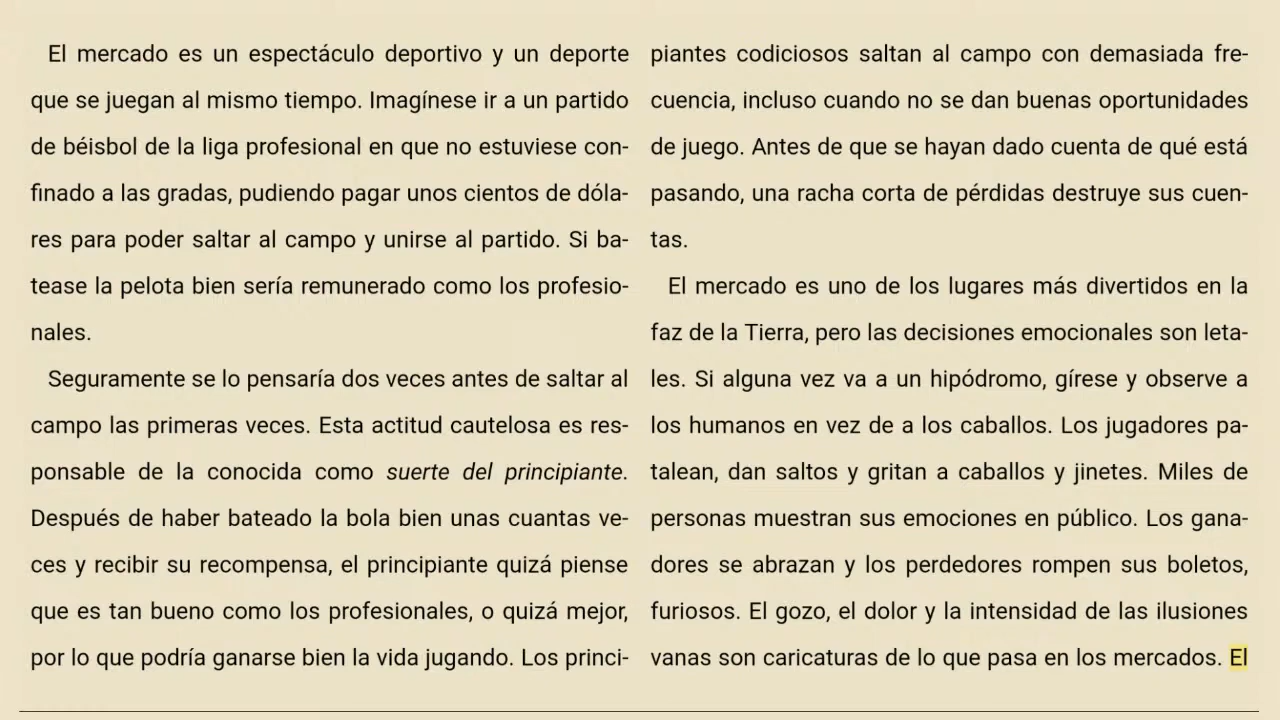 El mercado es un espectáculo deportivo y un deporte
que se juegan al mismo tiempo. Imagínese ir a un partido
de béisbol de la liga profesional en que no estuviese con-
finado a las gradas, pudiendo pagar unos cientos de dóla-
res para poder saltar al campo y unirse al partido. Si ba-
tease la pelota bien sería remunerado como los profesio-
nales.
Seguramente se lo pensaría dos veces antes de saltar al
campo las primeras veces. Esta actitud cautelosa es res-
ponsable de la conocida como suerte del principiante.
Después de haber bateado la bola bien unas cuantas ve-
ces y recibir su recompensa, el principiante quizá piense
que es tan bueno como los profesionales, o quizá mejor,
por lo que podría ganarse bien la vida jugando. Los princi-
piantes codiciosos saltan al campo con demasiada fre-
cuencia, incluso cuando no se dan buenas oportunidades
de juego. Antes de que se hayan dado cuenta de qué está
pasando, una racha corta de pérdidas destruye sus cuen-
tas.
El mercado es uno de los lugares más divertidos en la
faz de la Tierra, pero las decisiones emocionales son leta-
les. Si alguna vez va a un hipódromo, gírese y observe a
los humanos en vez de a los caballos. Los jugadores pa-
talean, dan saltos y gritan a caballos y jinetes. Miles de
personas muestran sus emociones en público. Los gana-
dores se abrazan y los perdedores rompen sus boletos,
furiosos. El gozo, el dolor y la intensidad de las ilusiones
vanas son caricaturas de lo que pasa en los mercados. El